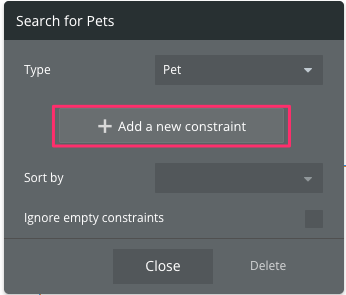 Search for Pets
Type Pet
+ Add a new constraint
Sort by
Ignore empty constraints
Close Delete